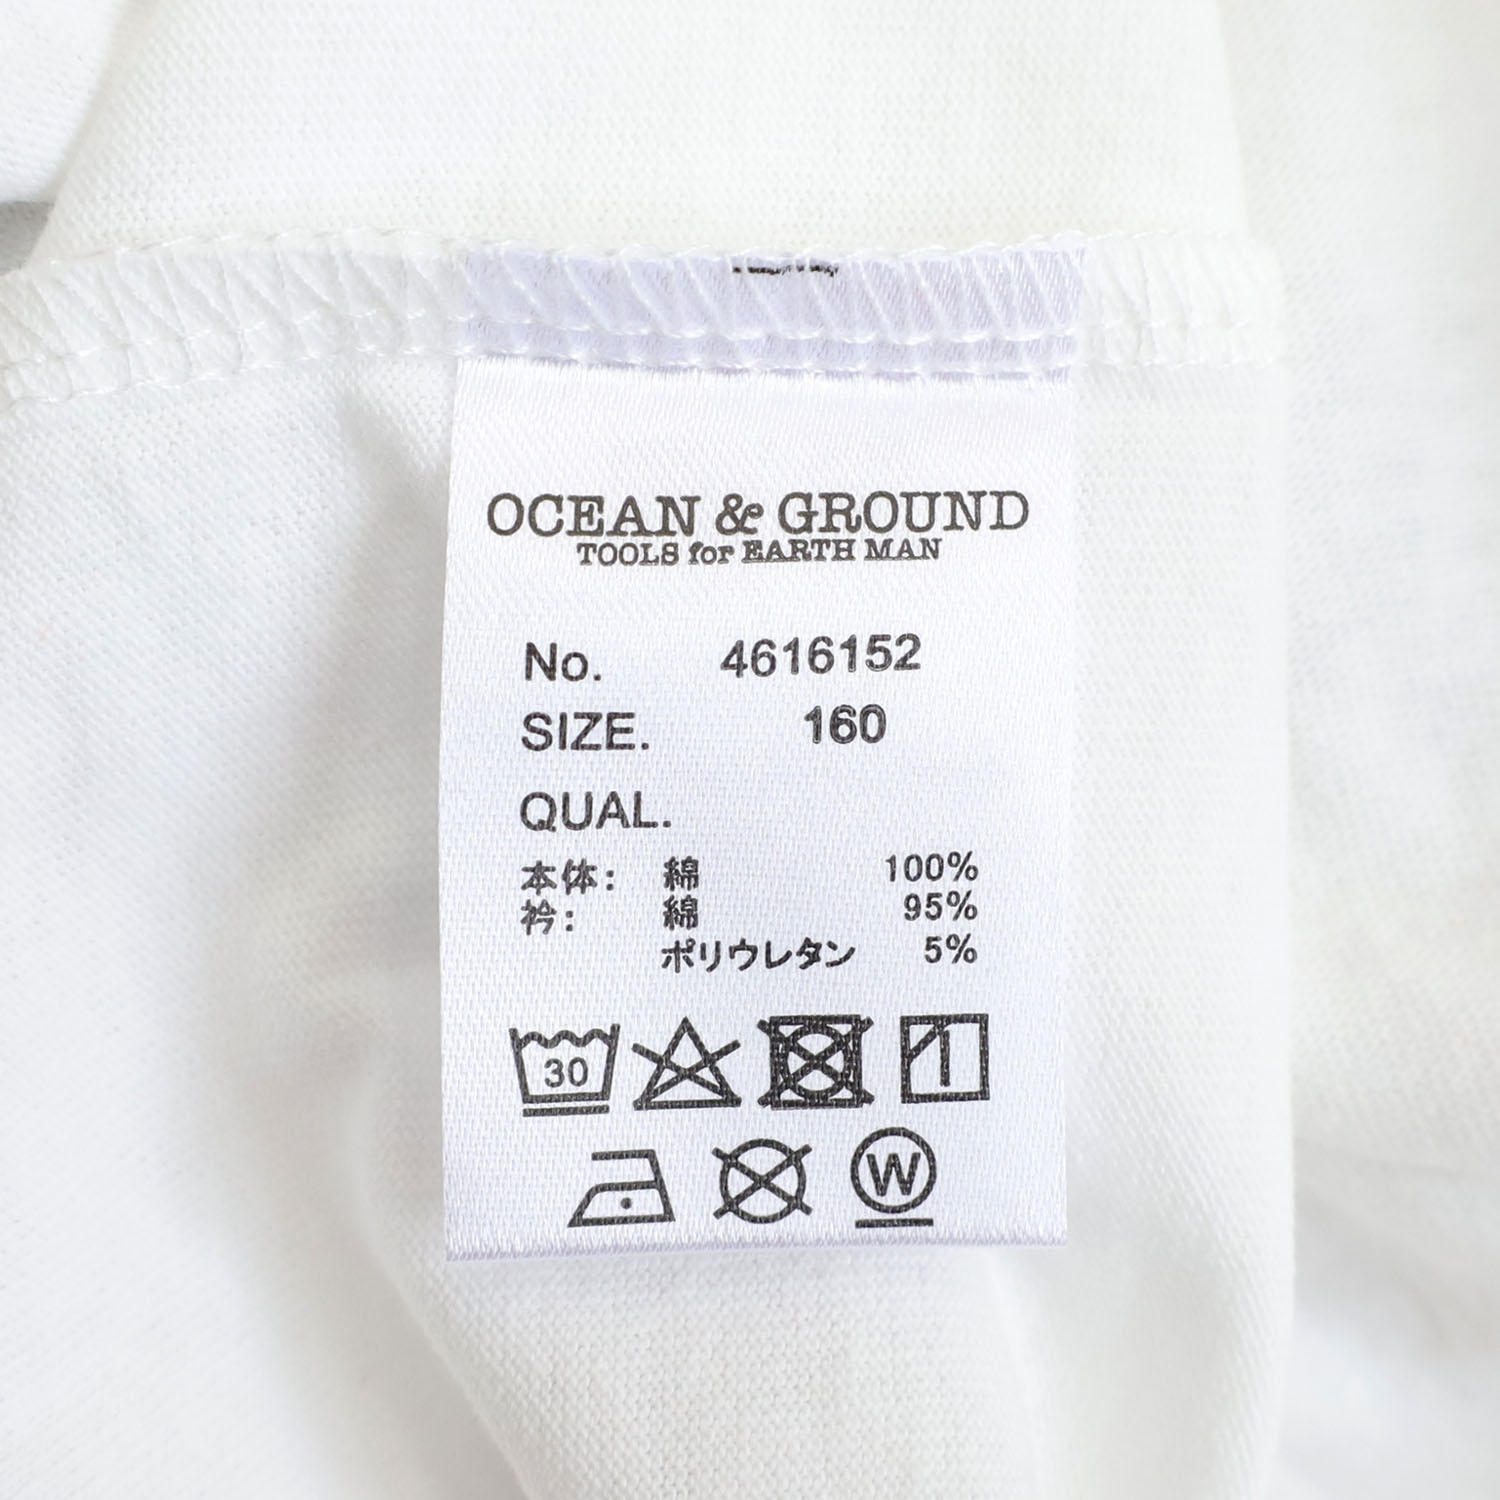 OCEAN & GROUND
TOOLS for EARTH MAN
No. 4616152
SIZE. 160
QUAL.
本体: 綿 100%
衿: 綿 95%
ポリウレタン 5%
30
W